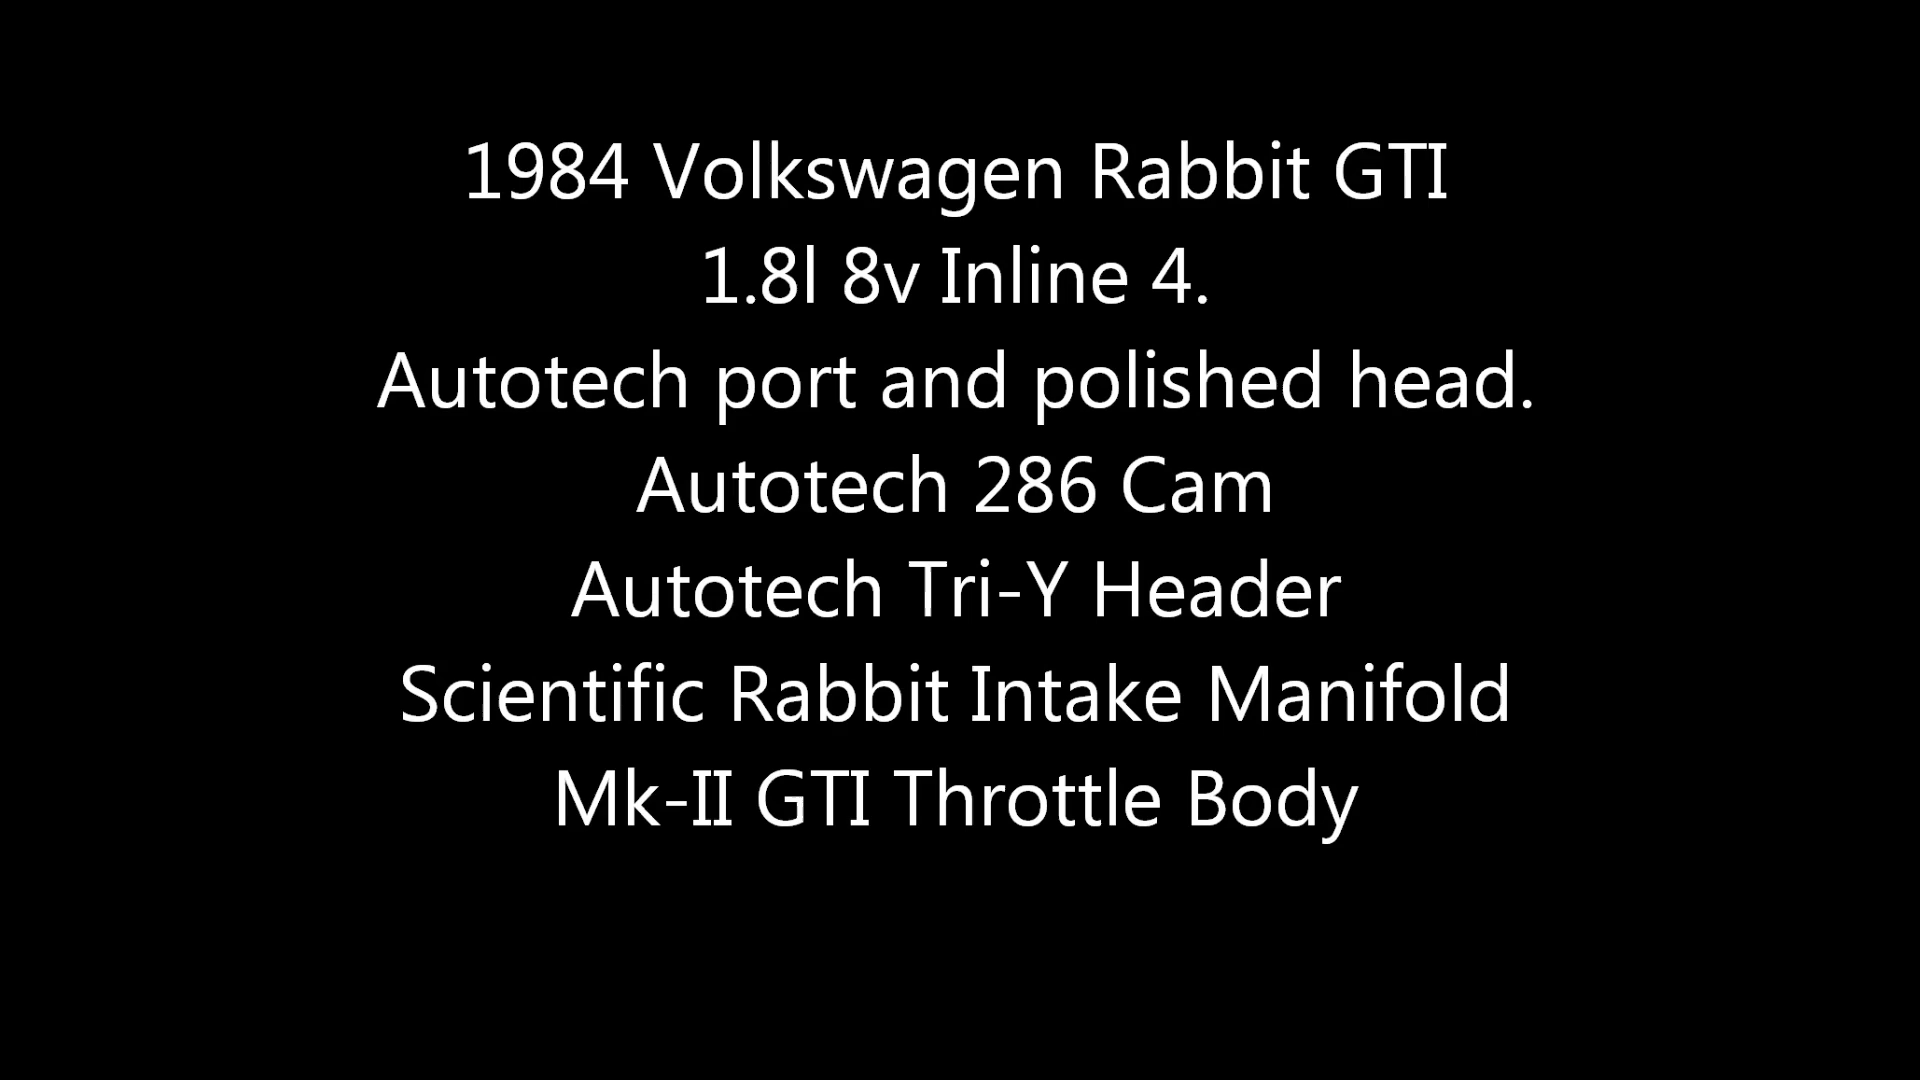 1984 Volkswagen Rabbit GTI
1.8l 8v Inline 4.
Autotech port and polished head.
Autotech 286 Cam
Autotech Tri-Y Header
Scientific Rabbit Intake Manifold
Mk-II GTI Throttle Body